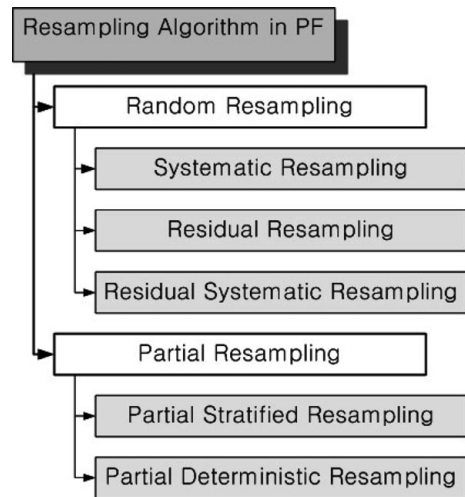 Resampling Algorithm in PF
Random Resampling
Systematic Resampling
Residual Resampling
Residual Systematic Resampling
Partial Resampling
Partial Stratified Resampling
Partial Deterministic Resampling